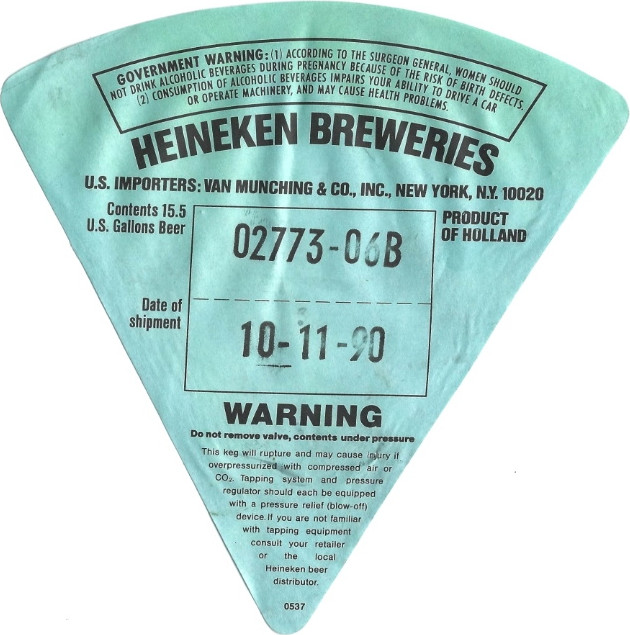 GOVERNMENT WARNING: (1) ACCORDING TO THE SURGEON GENERAL, WOMEN SHOULD
NOT DRINK ALCOHOLIC BEVERAGES DURING PREGNANCY BECAUSE OF THE RISK OF BIRTH DEFECTS.
(2) CONSUMPTION OF ALCOHOLIC BEVERAGES IMPAIRS YOUR ABILITY TO DRIVE A CAR
OR OPERATE MACHINERY, AND MAY CAUSE HEALTH PROBLEMS.
HEINEKEN BREWERIES
U.S. IMPORTERS: VAN MUNCHING & CO., INC., NEW YORK, N.Y. 10020
Contents 15.5
U.S. Gallons Beer
02773-06B
PRODUCT
OF HOLLAND
Date of
shipment
10-11-90
WARNING
Do not remove valve, contents under pressure
This keg will rupture and may cause injury if
overpressurized with compressed air or
CO₂. Tapping system and pressure
regulator should each be equipped
with a pressure relief (blow-off)
device. If you are not familiar
with tapping equipment
consult your retailer
or the local
Heineken beer
distributor.
0537